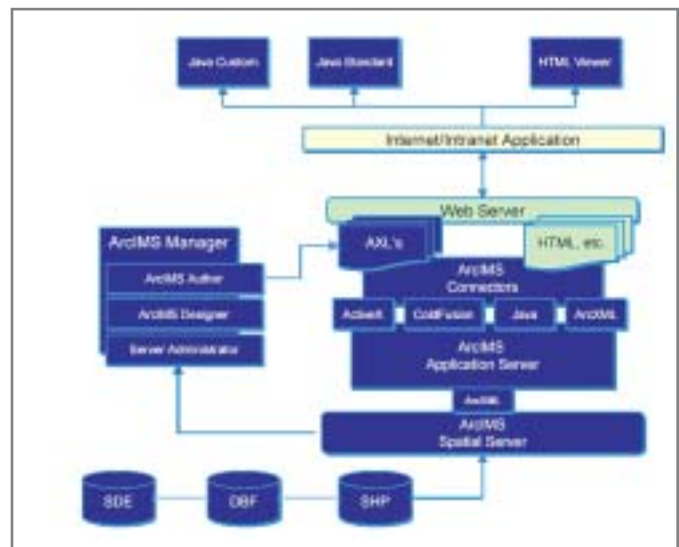 Java Custom
Java Standard
HTML Viewer
Internet/Intranet Application
Web Server
ArcIMS Manager
AXL's
HTML, etc.
ArcIMS Author
ArcIMS
Connectors
ArcIMS Designer
ActiveX
ColdFusion
Java
ArcXML
Server Administrator
ArcIMS
Application Server
ArcXML
ArcIMS
Spatial Server
SDE
DBF
SHP